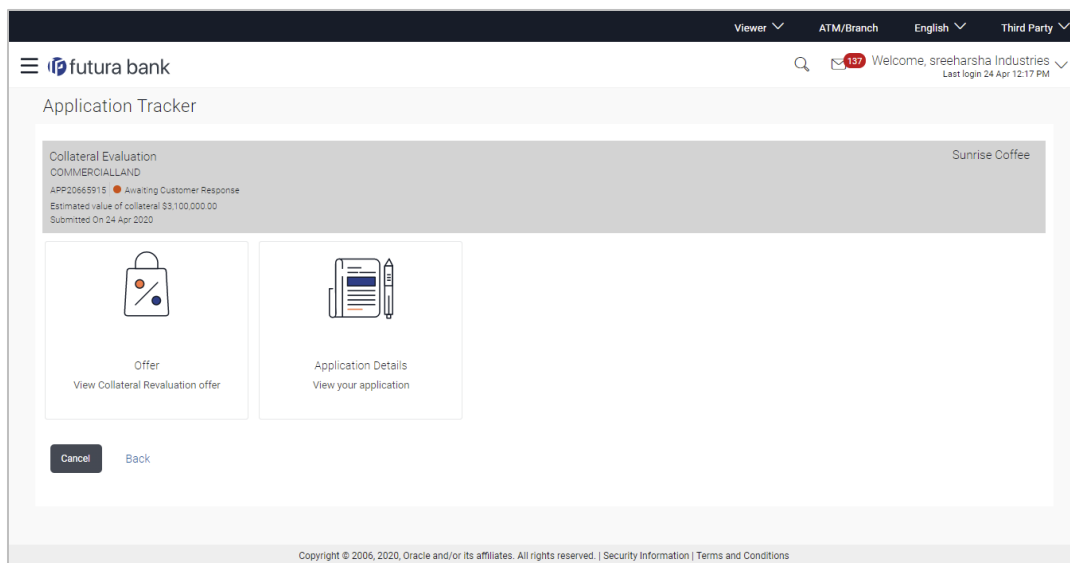 Viewer ATM/Branch English Third Party
futura bank 137 Welcome, sreeharsha Industries
Last login 24 Apr 12:17 PM
Application Tracker
Collateral Evaluation Sunrise Coffee
COMMERCIALLAND
APP20665915 | Awaiting Customer Response
Estimated value of collateral $3,100,000.00
Submitted On 24 Apr 2020
Offer
View Collateral Revaluation offer
Application Details
View your application
Cancel Back
Copyright © 2006, 2020, Oracle and/or its affiliates. All rights reserved. | Security Information | Terms and Conditions